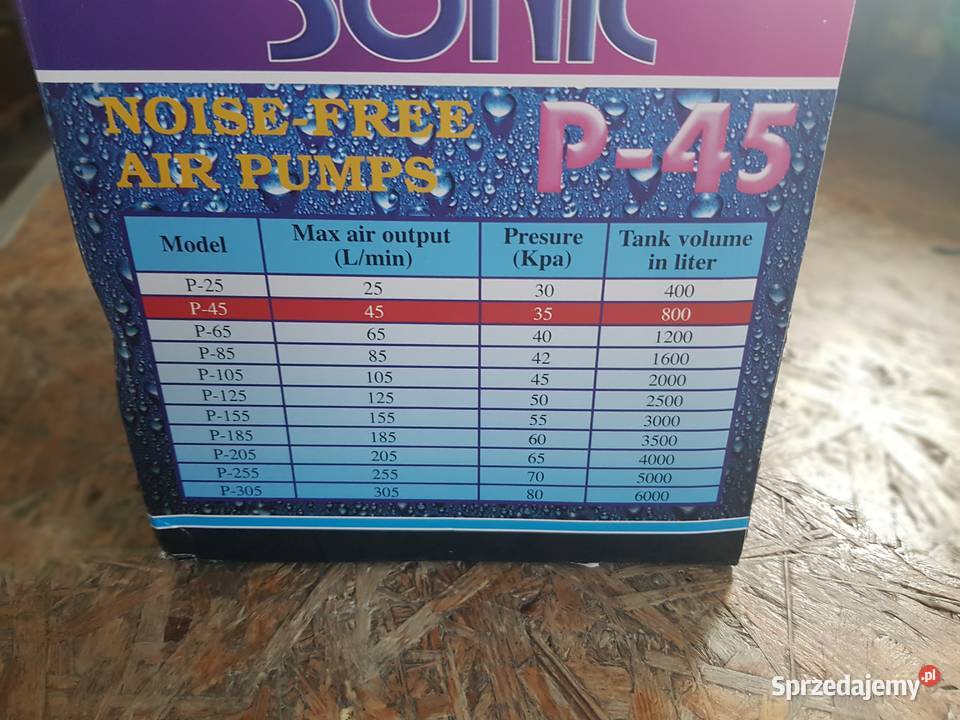 SONIC
NOISE-FREE
AIR PUMPS
P-45
Model Max air output (L/min) Presure (Kpa) Tank volume in liter
P-25 25 30 400
P-45 45 35 800
P-65 65 40 1200
P-85 85 42 1600
P-105 105 45 2000
P-125 125 50 2500
P-155 155 55 3000
P-185 185 60 3500
P-205 205 65 4000
P-255 255 70 5000
P-305 305 80 6000
Sprzedajemy.pl